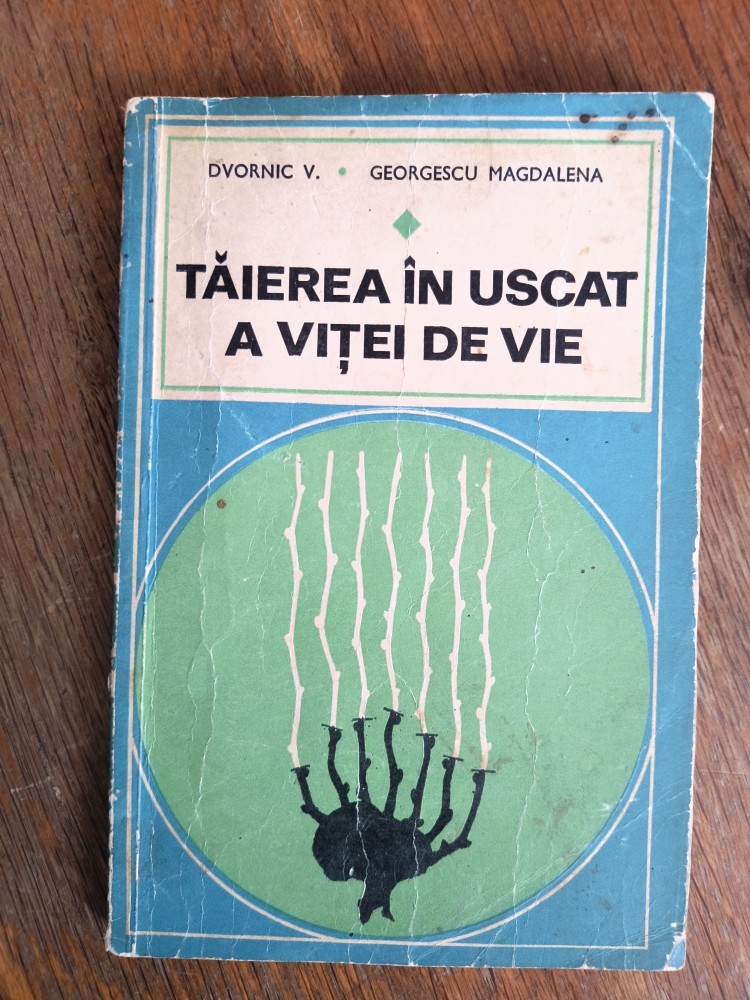 DVORNIC V. • GEORGESCU MAGDALENA
TĂIEREA ÎN USCAT
A VIȚEI DE VIE